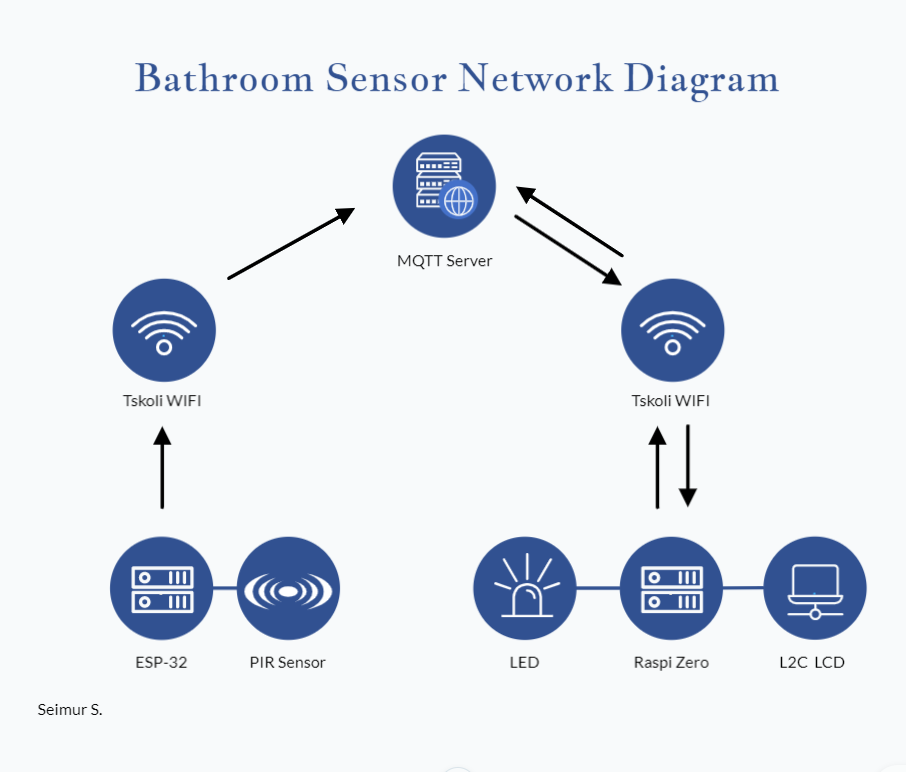 Bathroom Sensor Network Diagram
MQTT Server
Tskoli WIFI
Tskoli WIFI
ESP-32
PIR Sensor
LED
Raspi Zero
L2C LCD
Seimur S.